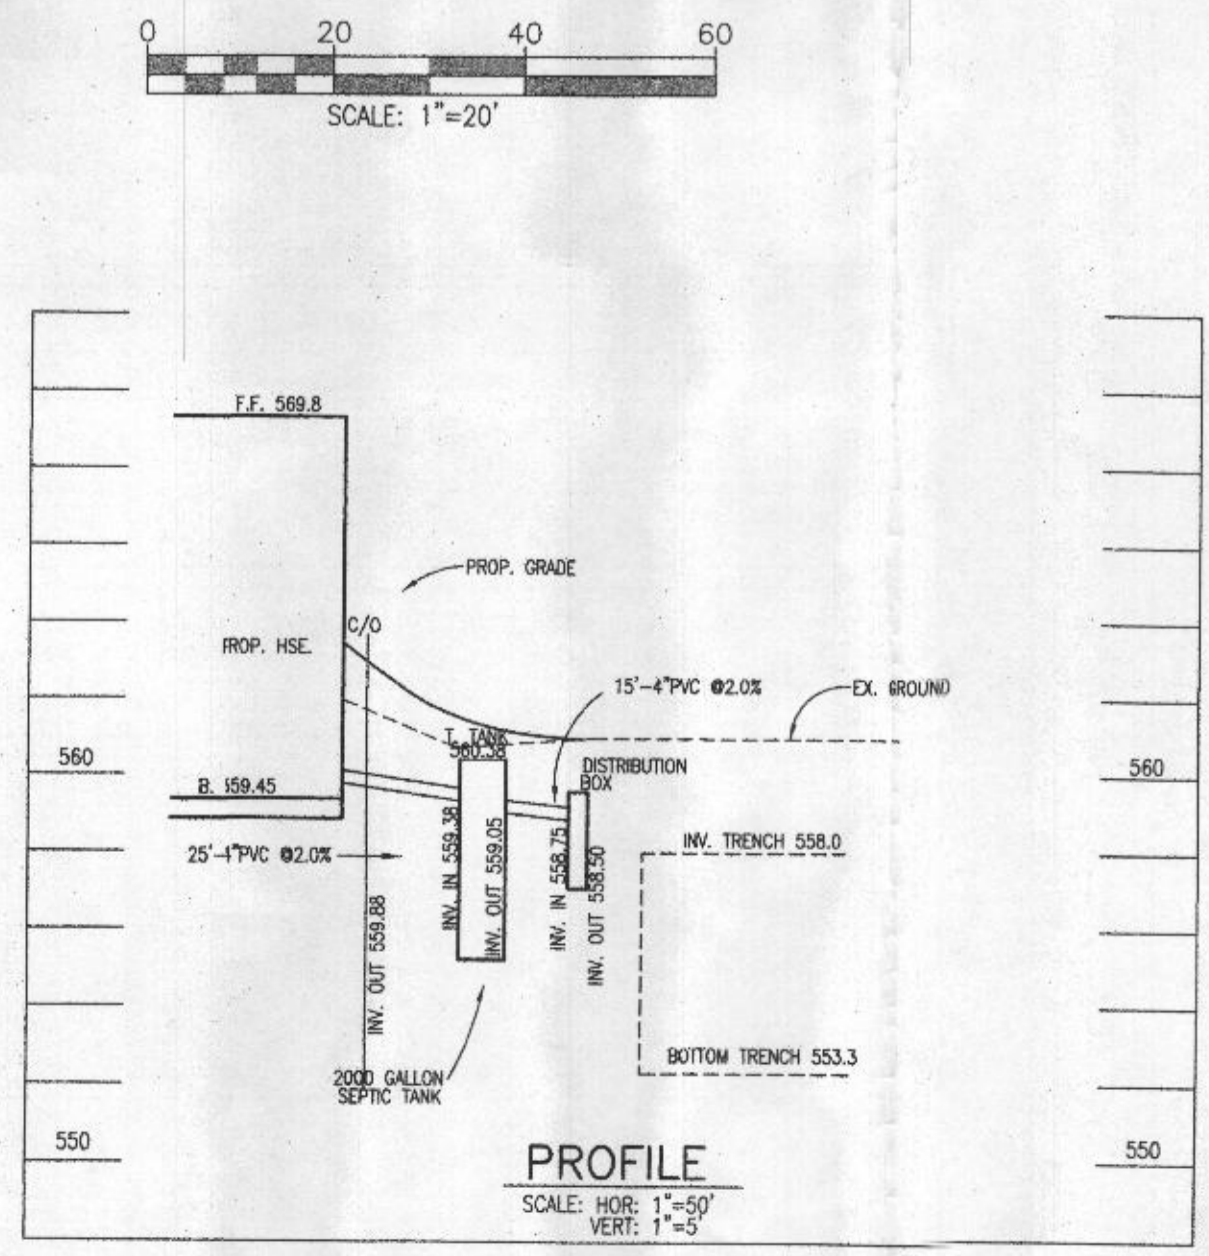 0 20 40 60
SCALE: 1"=20'
F.F. 569.8
PROP. GRADE
C/O
PROP. HSE.
15'-4"PVC @2.0%
EX. GROUND
T. TANK
560.38
560
560
DISTRIBUTION
BOX
B. 559.45
INV. IN 559.38
INV. OUT 559.05
INV. IN 558.75
INV. OUT 558.50
INV. TRENCH 558.0
25'-4"PVC @2.0%
INV. OUT 559.88
BOTTOM TRENCH 553.3
2000 GALLON
SEPTIC TANK
550
550
PROFILE
SCALE: HOR: 1"=50'
VERT: 1"=5'